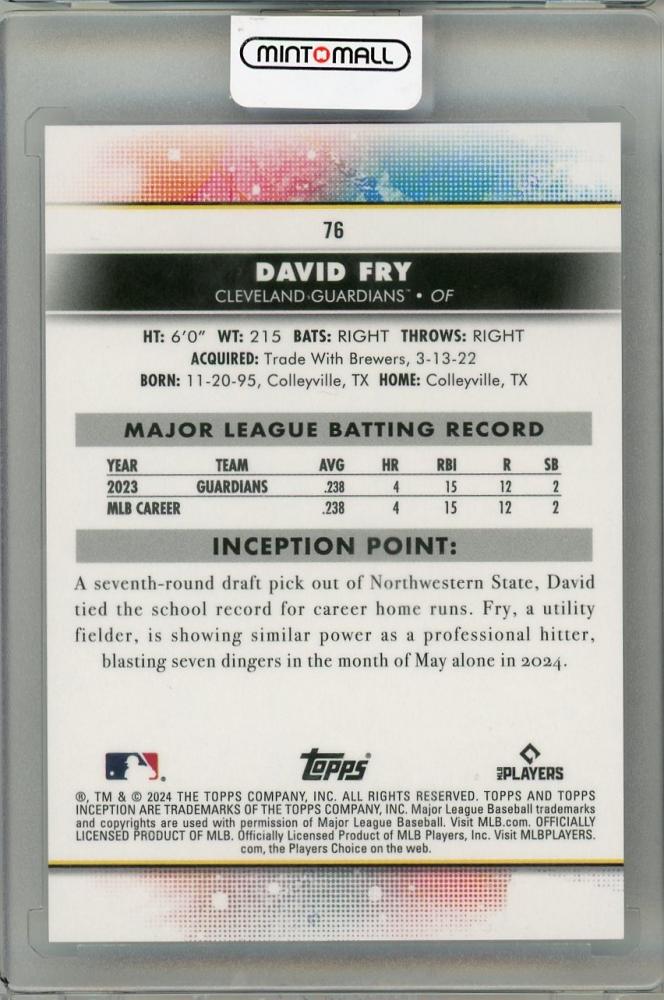 MINT MALL
76
DAVID FRY
CLEVELAND GUARDIANS™ • OF
HT: 6'0" WT: 215 BATS: RIGHT THROWS: RIGHT
ACQUIRED: Trade With Brewers, 3-13-22
BORN: 11-20-95, Colleyville, TX HOME: Colleyville, TX
MAJOR LEAGUE BATTING RECORD
YEAR TEAM AVG HR RBI R SB
2023 GUARDIANS .238 4 15 12 2
MLB CAREER .238 4 15 12 2
INCEPTION POINT:
A seventh-round draft pick out of Northwestern State, David
tied the school record for career home runs. Fry, a utility
fielder, is showing similar power as a professional hitter,
blasting seven dingers in the month of May alone in 2024.
Topps
MLB PLAYERS
®, TM & © 2024 THE TOPPS COMPANY, INC. ALL RIGHTS RESERVED. TOPPS AND TOPPS
INCEPTION ARE TRADEMARKS OF THE TOPPS COMPANY, INC. Major League Baseball trademarks
and copyrights are used with permission of Major League Baseball. Visit MLB.com. OFFICIALLY
LICENSED PRODUCT OF MLB. Officially Licensed Product of MLB Players, Inc. Visit MLBPLAYERS.
com, the Players Choice on the web.